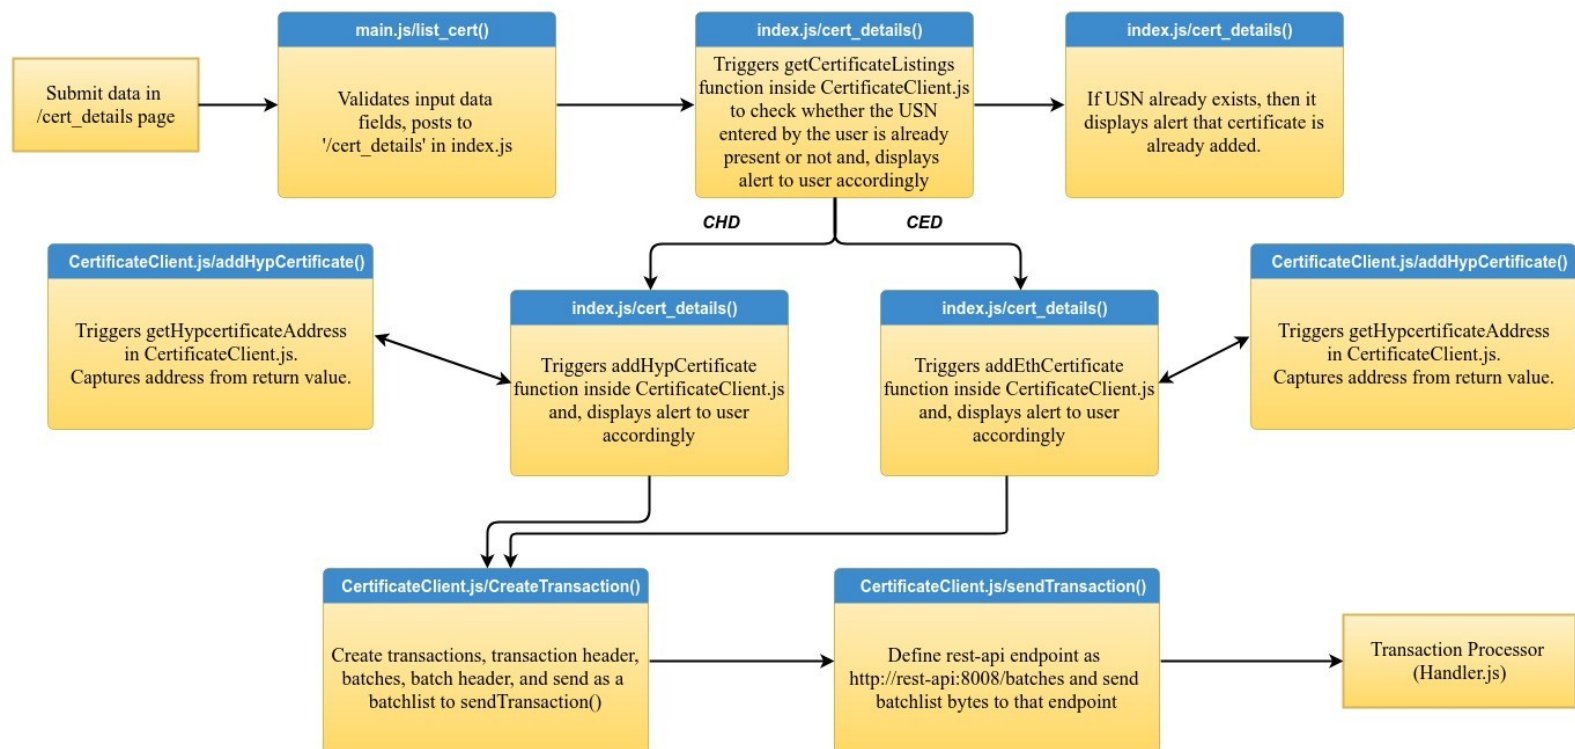 main.js/list_cert()
index.js/cert_details()
index.js/cert_details()
Submit data in
/cert_details page
Validates input data
fields, posts to
'/cert_details' in index.js
Triggers getCertificateListings
function inside CertificateClient.js
to check whether the USN
entered by the user is already
present or not and, displays
alert to user accordingly
If USN already exists, then it
displays alert that certificate is
already added.
CHD
CED
CertificateClient.js/addHypCertificate()
Triggers getHypcertificateAddress
in CertificateClient.js.
Captures address from return value.
index.js/cert_details()
Triggers addHypCertificate
function inside CertificateClient.js
and, displays alert to user
accordingly
index.js/cert_details()
Triggers addEthCertificate
function inside CertificateClient.js
and, displays alert to user
accordingly
CertificateClient.js/addHypCertificate()
Triggers getHypcertificateAddress
in CertificateClient.js.
Captures address from return value.
CertificateClient.js/CreateTransaction()
Create transactions, transaction header,
batches, batch header, and send as a
batchlist to sendTransaction()
CertificateClient.js/sendTransaction()
Define rest-api endpoint as
http://rest-api:8008/batches and send
batchlist bytes to that endpoint
Transaction Processor
(Handler.js)